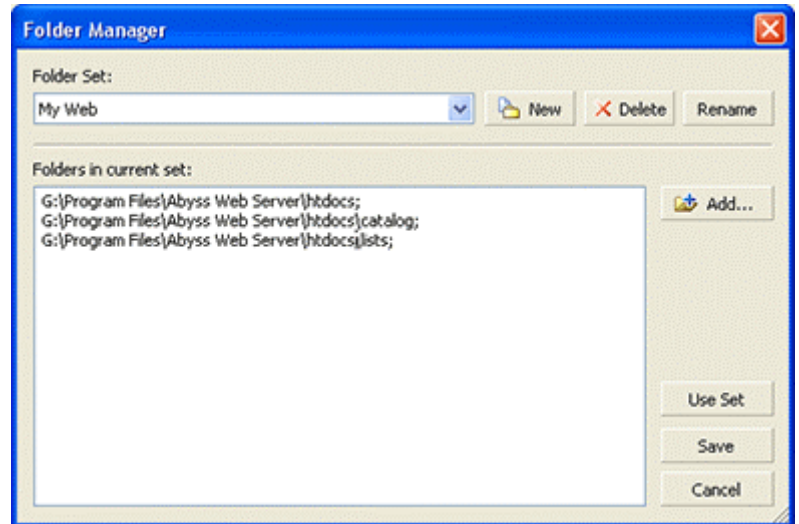 Folder Manager
Folder Set:
My Web
New
Delete
Rename
Folders in current set:
G:\Program Files\Abyss Web Server\htdocs;
G:\Program Files\Abyss Web Server\htdocs\catalog;
G:\Program Files\Abyss Web Server\htdocs\lists;
Add...
Use Set
Save
Cancel